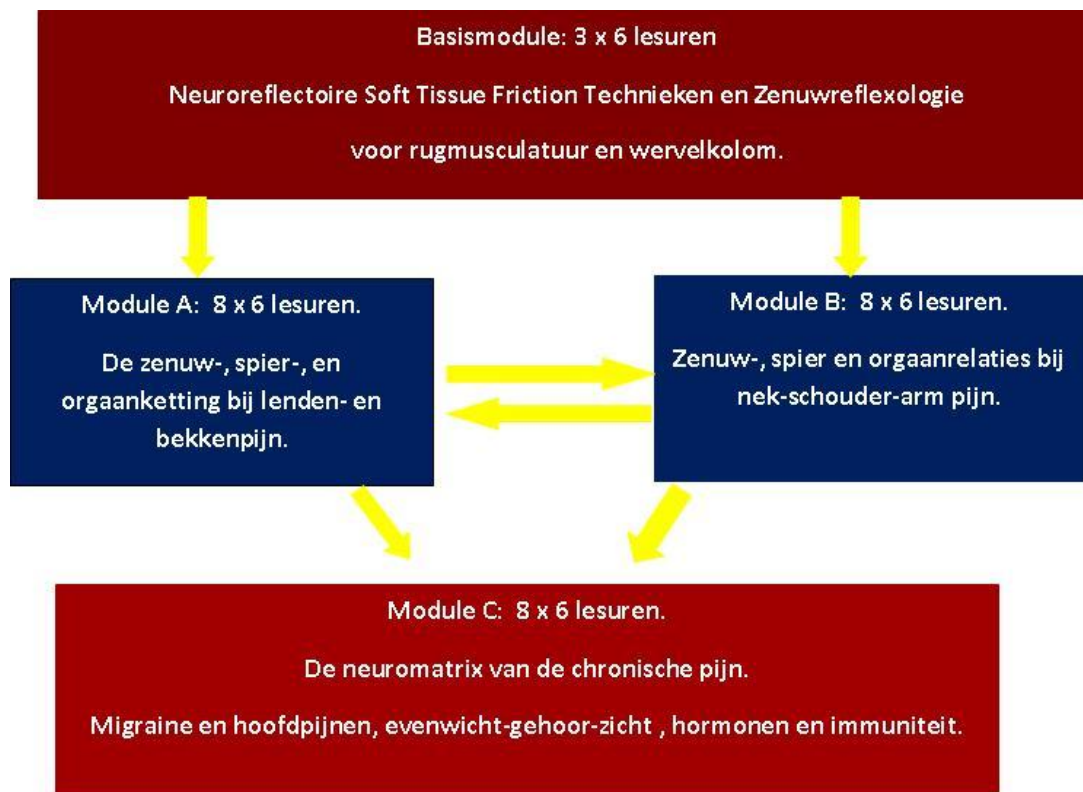 Basismodule: 3 x 6 lesuren
Neuroreflectoire Soft Tissue Friction Technieken en Zenuwreflexologie
voor rugmusculatuur en wervelkolom.
Module A:  8 x 6 lesuren.
De zenuw-, spier-, en
orgaanketting bij lenden- en
bekkenpijn.
Module B:  8 x 6 lesuren.
Zenuw-, spier en orgaanrelaties bij
nek-schouder-arm pijn.
Module C:  8 x 6 lesuren.
De neuromatrix van de chronische pijn.
Migraine en hoofdpijnen, evenwicht-gehoor-zicht , hormonen en immuniteit.